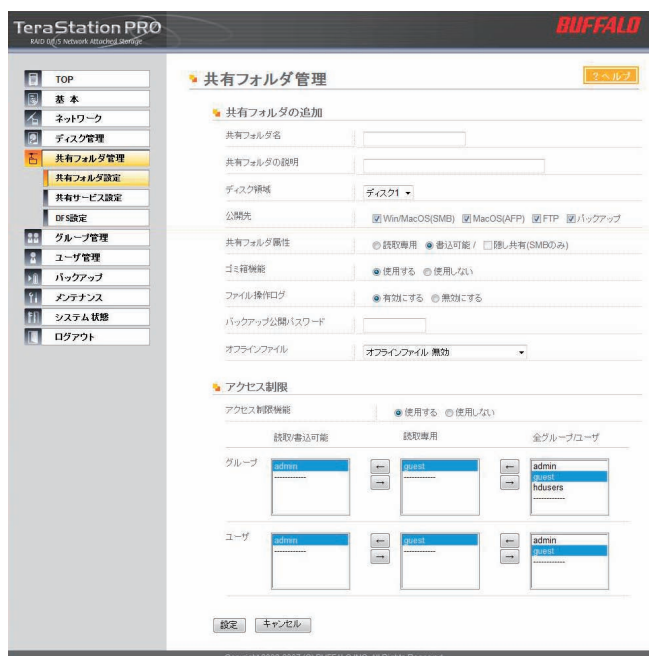 TeraStation PRO
RAID 0/1/5 Network Attached Storage
BUFFALO
TOP
基本
ネットワーク
ディスク管理
共有フォルダ管理
共有フォルダ設定
共有サービス設定
DFS設定
グループ管理
ユーザ管理
バックアップ
メンテナンス
システム状態
ログアウト
共有フォルダ管理
?ヘルプ
共有フォルダの追加
共有フォルダ名
共有フォルダの説明
ディスク領域 ディスク1
公開先 Win/MacOS(SMB) MacOS(AFP) FTP バックアップ
共有フォルダ属性 読取専用 書込可能 / 隠し共有(SMBのみ)
ゴミ箱機能 使用する 使用しない
ファイル操作ログ 有効にする 無効にする
バックアップ公開パスワード
オフラインファイル オフラインファイル 無効
アクセス制限
アクセス制限機能 使用する 使用しない
読取/書込可能 読取専用 全グループ/ユーザ
グループ
admin
-----------
←
→
guest
-----------
←
→
admin
guest
hdusers
-----------
ユーザ
admin
-----------
←
→
guest
-----------
←
→
admin
guest
-----------
設定 キャンセル